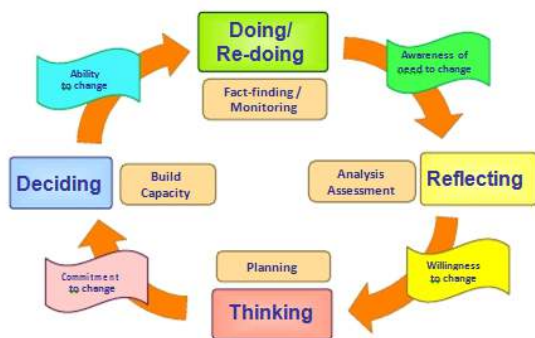 Doing/
Re-doing
Fact-finding /
Monitoring
Awareness of
need to change
Reflecting
Analysis
Assessment
Willingness
to change
Thinking
Planning
Commitment
to change
Deciding
Build
Capacity
Ability
to change